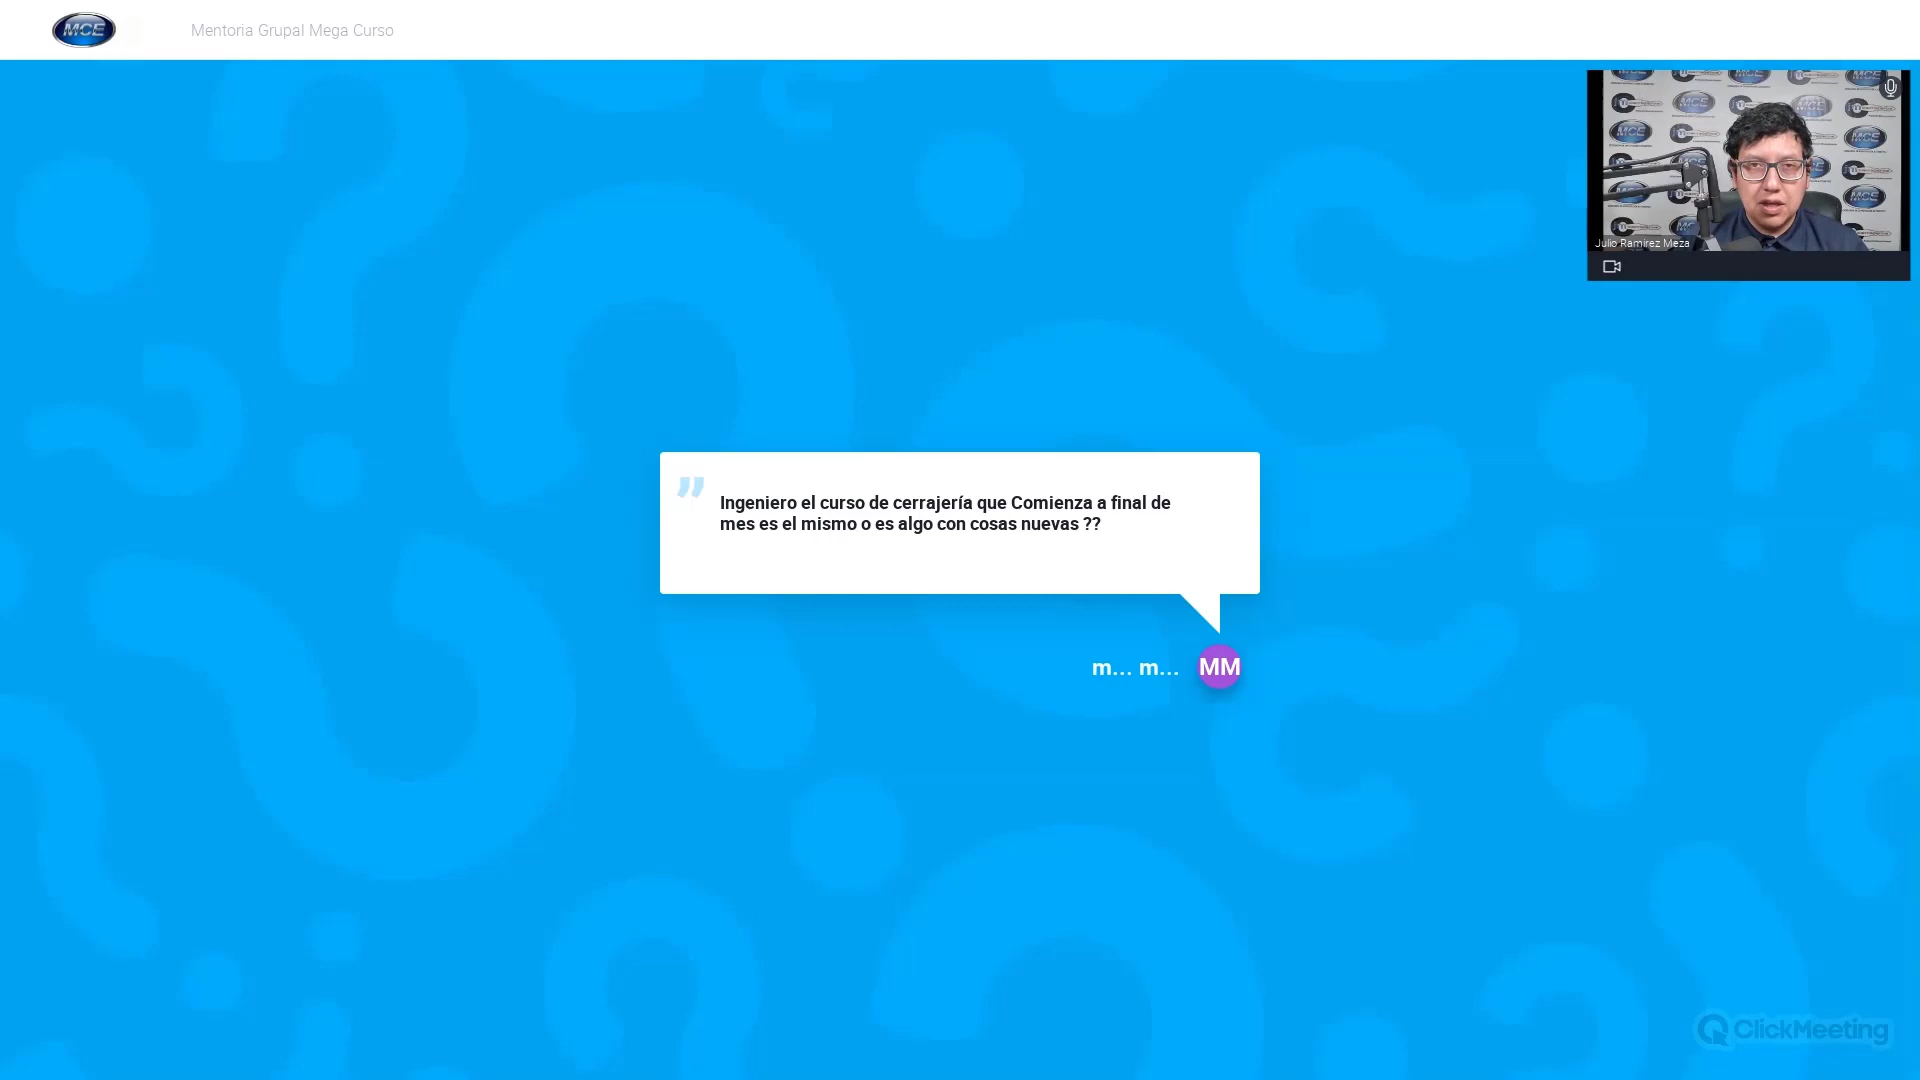 MCE
Mentoria Grupal Mega Curso
Julio Ramirez Meza
Ingeniero el curso de cerrajería que Comienza a final de
mes es el mismo o es algo con cosas nuevas ??
m... m...
MM
ClickMeeting